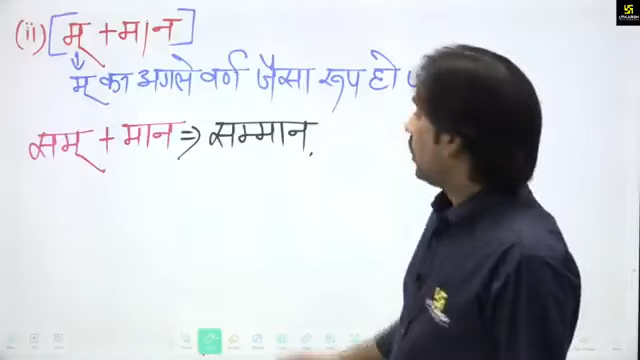 (ii) [म् + मान]
म् का अगले वर्ण जैसा रूप हो
सम् + मान ⇒ सम्मान.